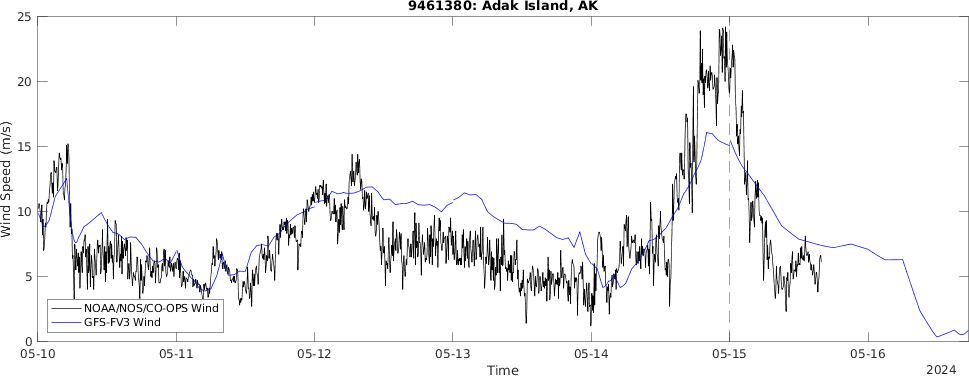 9461380: Adak Island, AK
25
20
15
10
5
0
Wind Speed (m/s)
NOAA/NOS/CO-OPS Wind
GFS-FV3 Wind
05-10 05-11 05-12 05-13 05-14 05-15 05-16
Time
2024